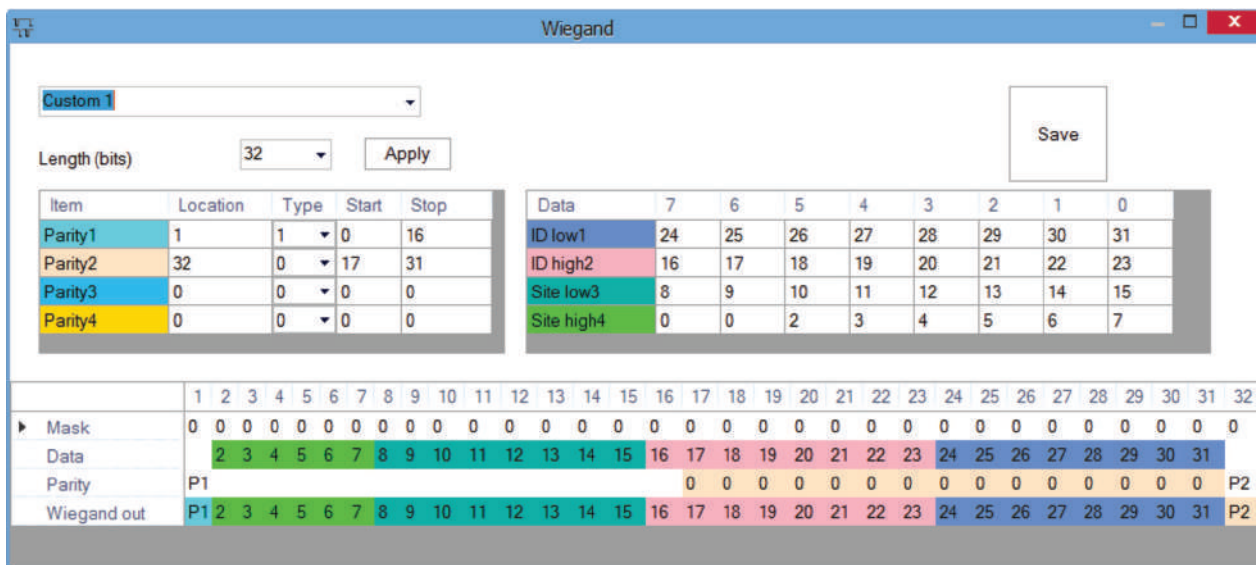 Wiegand
Custom 1
Save
Length (bits) 32 Apply
Item Location Type Start Stop
Parity1 1 1 0 16
Parity2 32 0 17 31
Parity3 0 0 0 0
Parity4 0 0 0 0
Data 7 6 5 4 3 2 1 0
ID low1 24 25 26 27 28 29 30 31
ID high2 16 17 18 19 20 21 22 23
Site low3 8 9 10 11 12 13 14 15
Site high4 0 0 2 3 4 5 6 7
1 2 3 4 5 6 7 8 9 10 11 12 13 14 15 16 17 18 19 20 21 22 23 24 25 26 27 28 29 30 31 32
Mask 0 0 0 0 0 0 0 0 0 0 0 0 0 0 0 0 0 0 0 0 0 0 0 0 0 0 0 0 0 0 0 0
Data 2 3 4 5 6 7 8 9 10 11 12 13 14 15 16 17 18 19 20 21 22 23 24 25 26 27 28 29 30 31
Parity P1 0 0 0 0 0 0 0 0 0 0 0 0 0 0 0 P2
Wiegand out P1 2 3 4 5 6 7 8 9 10 11 12 13 14 15 16 17 18 19 20 21 22 23 24 25 26 27 28 29 30 31 P2